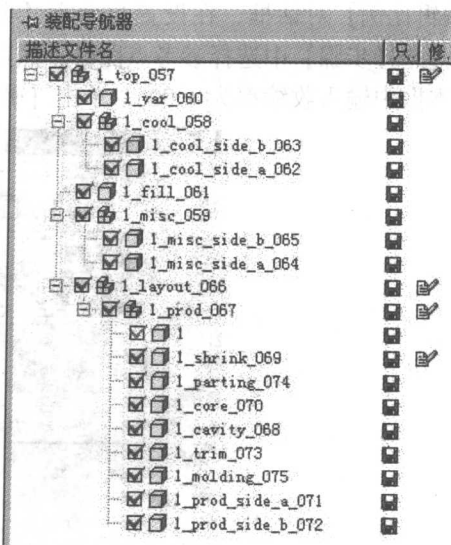 装配导航器
描述文件名 只 修
1_top_057
1_var_060
1_cool_058
1_cool_side_b_063
1_cool_side_a_062
1_fill_061
1_misc_059
1_misc_side_b_065
1_misc_side_a_064
1_layout_066
1_prod_067
1
1_shrink_069
1_parting_074
1_core_070
1_cavity_068
1_trim_073
1_molding_075
1_prod_side_a_071
1_prod_side_b_072